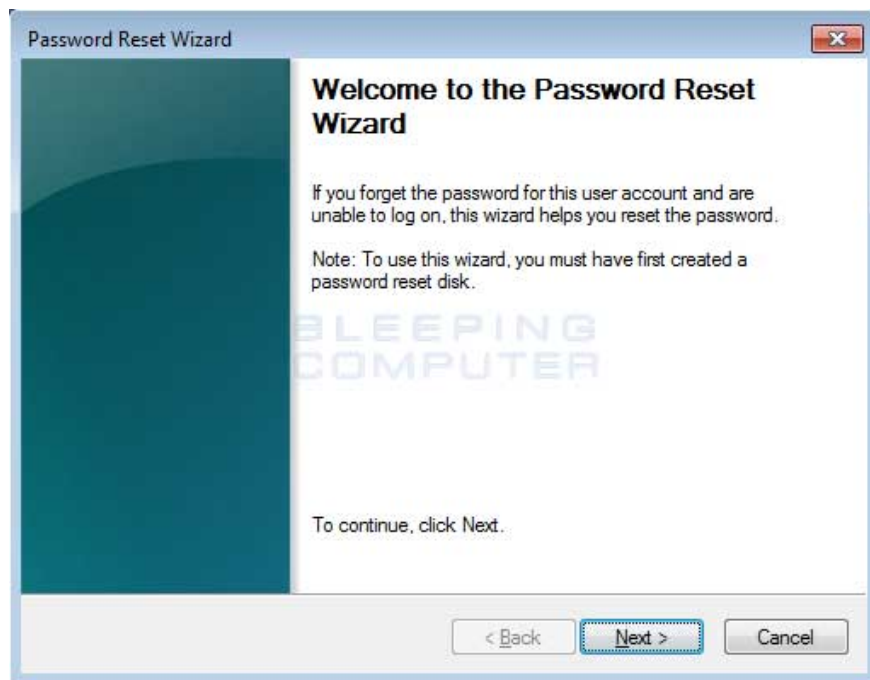 Password Reset Wizard
Welcome to the Password Reset
Wizard
If you forget the password for this user account and are
unable to log on, this wizard helps you reset the password.
Note: To use this wizard, you must have first created a
password reset disk.
BLEEPING
COMPUTER
To continue, click Next.
< Back Next > Cancel